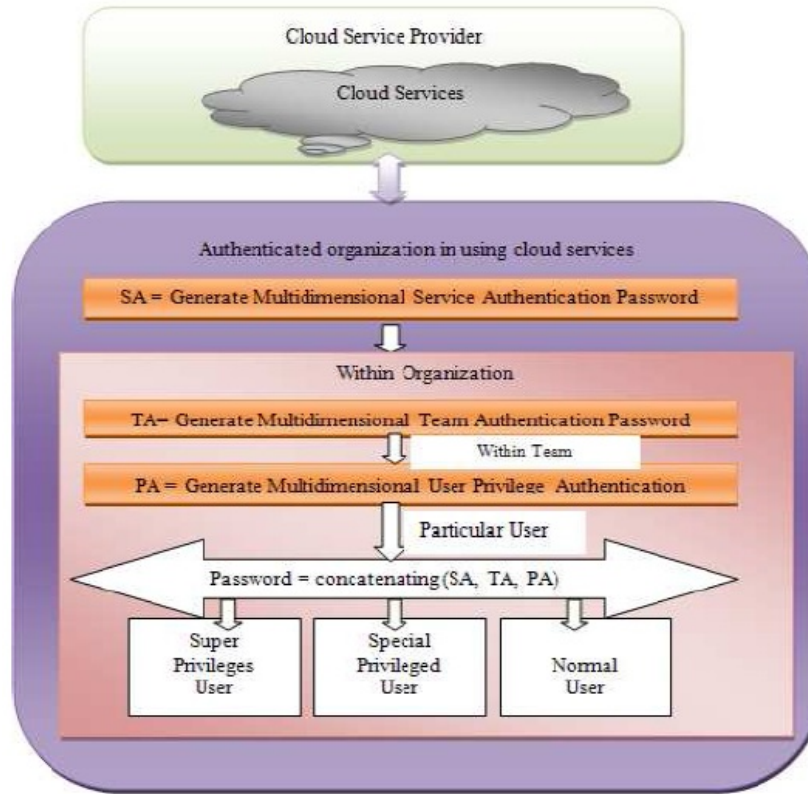 Cloud Service Provider
Cloud Services
Authenticated organization in using cloud services
SA = Generate Multidimensional Service Authentication Password
Within Organization
TA= Generate Multidimensional Team Authentication Password
Within Team
PA = Generate Multidimensional User Privilege Authentication
Particular User
Password = concatenating (SA, TA, PA)
Super
Privileges
User
Special
Privileged
User
Normal
User